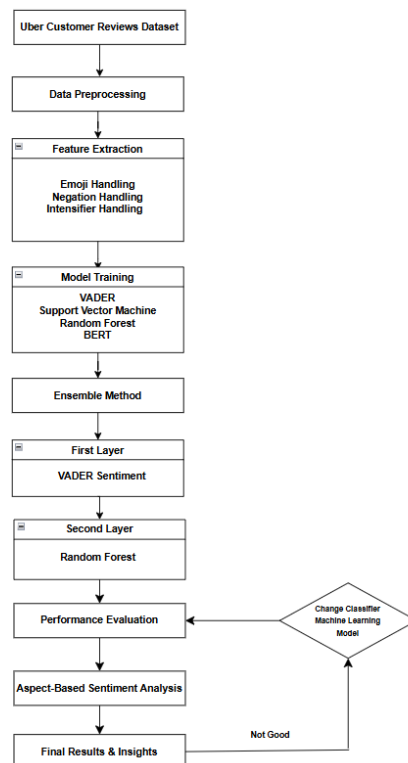 Uber Customer Reviews Dataset
Data Preprocessing
Feature Extraction
Emoji Handling
Negation Handling
Intensifier Handling
Model Training
VADER
Support Vector Machine
Random Forest
BERT
Ensemble Method
First Layer
VADER Sentiment
Second Layer
Random Forest
Performance Evaluation
Change Classifier
Machine Learning
Model
Aspect-Based Sentiment Analysis
Not Good
Final Results & Insights